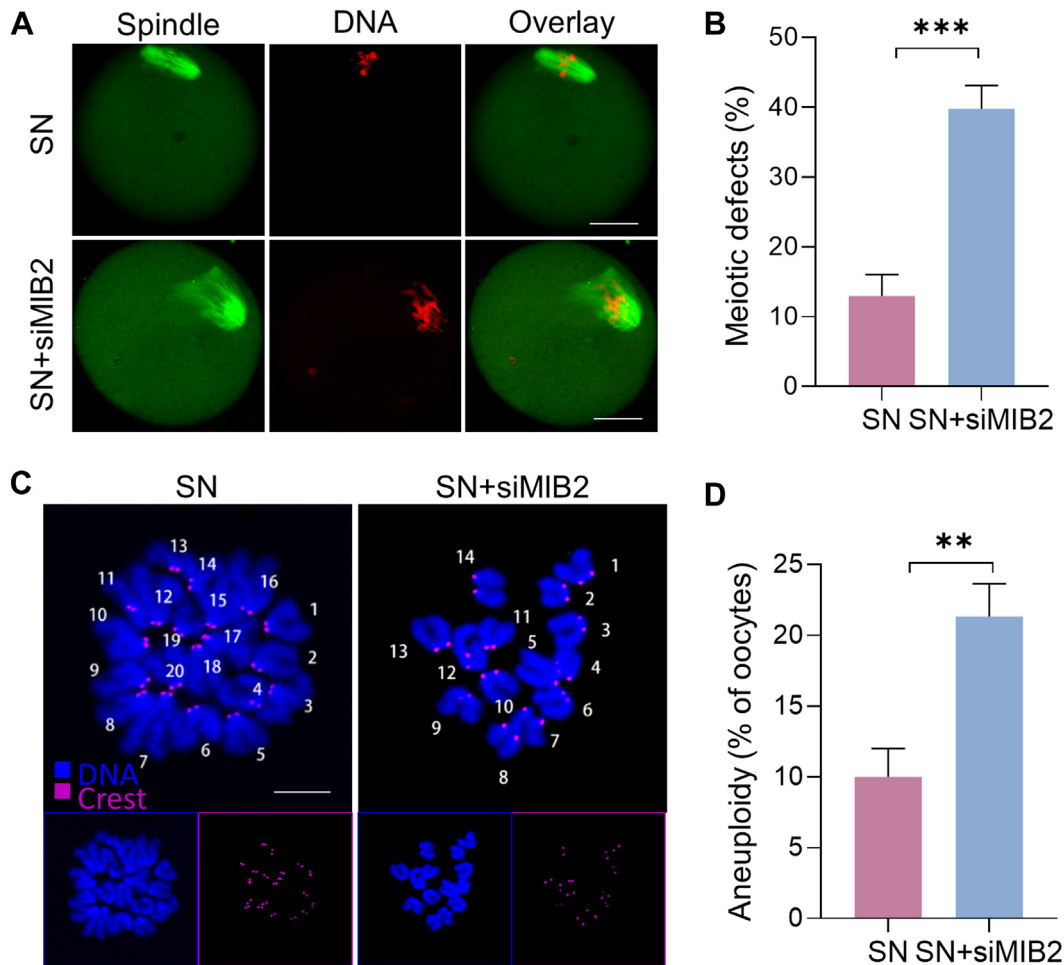 A
Spindle
DNA
Overlay
SN
SN+siMIB2
B
***
Meiotic defects (%)
50
40
30
20
10
0
SN
SN+siMIB2
C
SN
SN+siMIB2
13
14
11
16
12
15
10
1
19
17
9
2
20
18
4
3
8
7
6
5
DNA
Crest
14
1
2
11
3
5
13
4
12
10
6
9
7
8
D
**
Aneuploidy (% of oocytes)
25
20
15
10
5
0
SN
SN+siMIB2